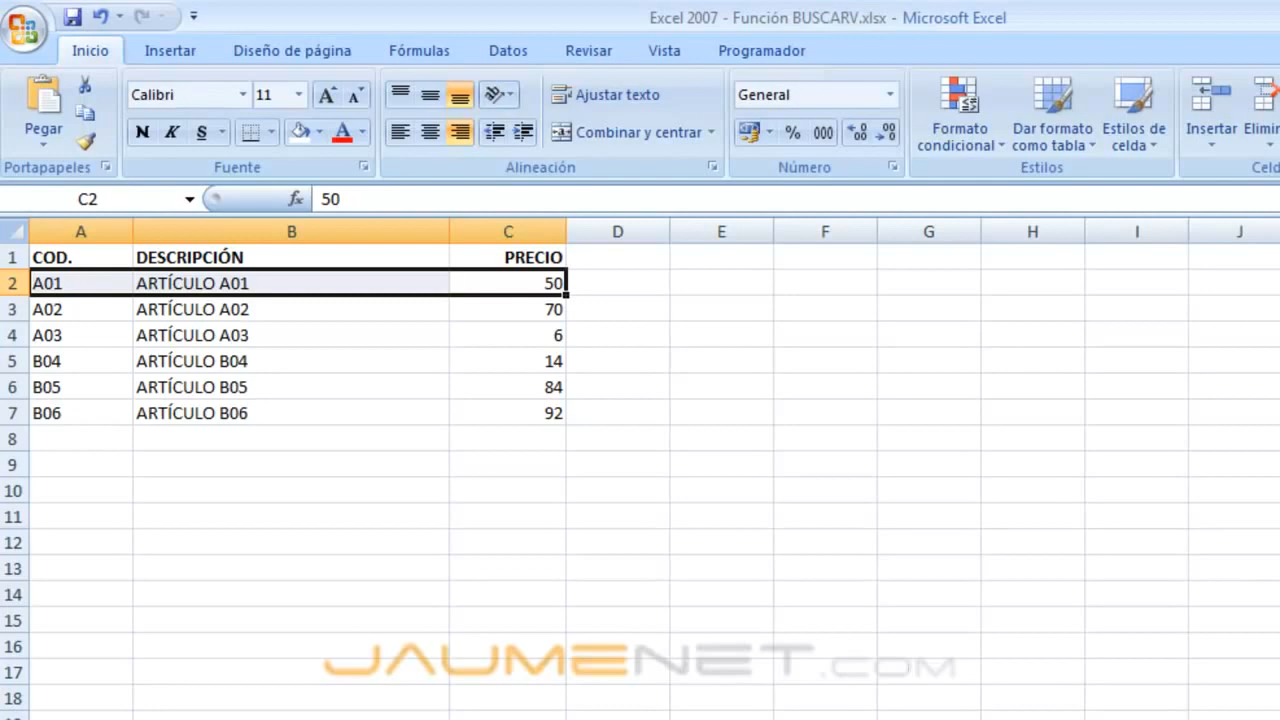 Excel 2007 - Función BUSCARV.xlsx - Microsoft Excel
Inicio Insertar Diseño de página Fórmulas Datos Revisar Vista Programador
Calibri 11 Ajustar texto General
Pegar Formato condicional Dar formato como tabla Estilos de celda Insertar Elimin
N K S Combinar y centrar % 000
Portapapeles Fuente Alineación Número Estilos Celd
C2 fx 50
A B C D E F G H I J
1 COD. DESCRIPCIÓN PRECIO
2 A01 ARTÍCULO A01 50
3 A02 ARTÍCULO A02 70
4 A03 ARTÍCULO A03 6
5 B04 ARTÍCULO B04 14
6 B05 ARTÍCULO B05 84
7 B06 ARTÍCULO B06 92
8
9
10
11
12
13
14
15
16
JAUMENET.COM
17
18